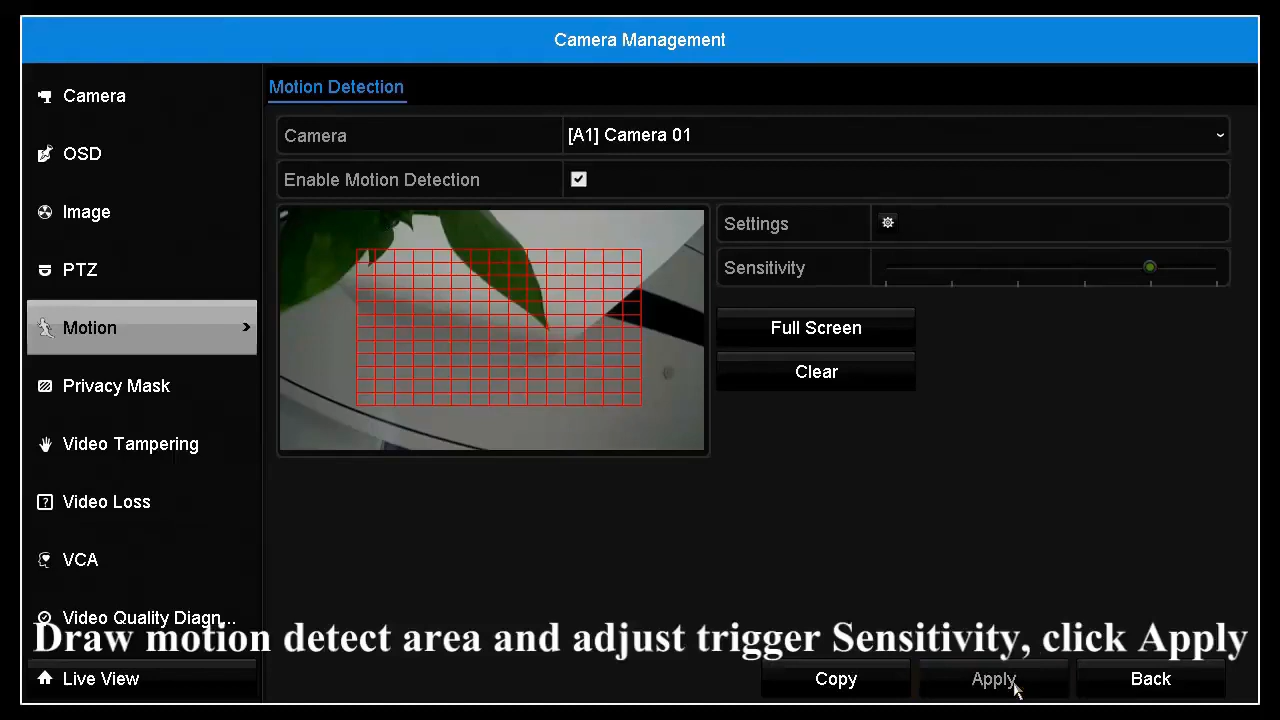 Camera Management
Camera
OSD
Image
PTZ
Motion
Privacy Mask
Video Tampering
Video Loss
VCA
Video Quality Diagn...
Live View
Motion Detection
Camera
[A1] Camera 01
Enable Motion Detection
Settings
Sensitivity
Full Screen
Clear
Draw motion detect area and adjust trigger Sensitivity, click Apply
Copy
Apply
Back